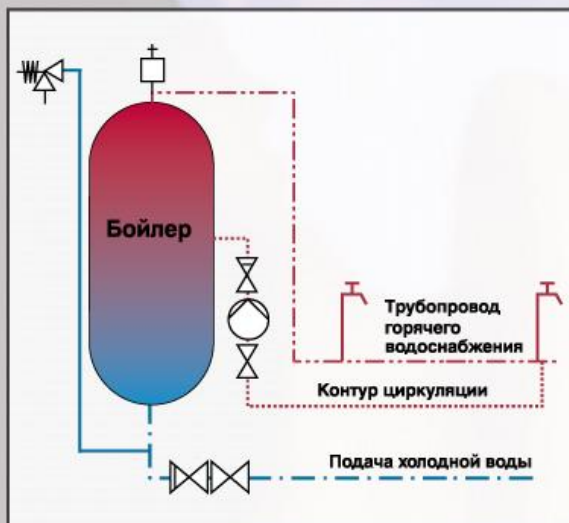 Бойлер
Трубопровод
горячего
водоснабжения
Контур циркуляции
Подача холодной воды